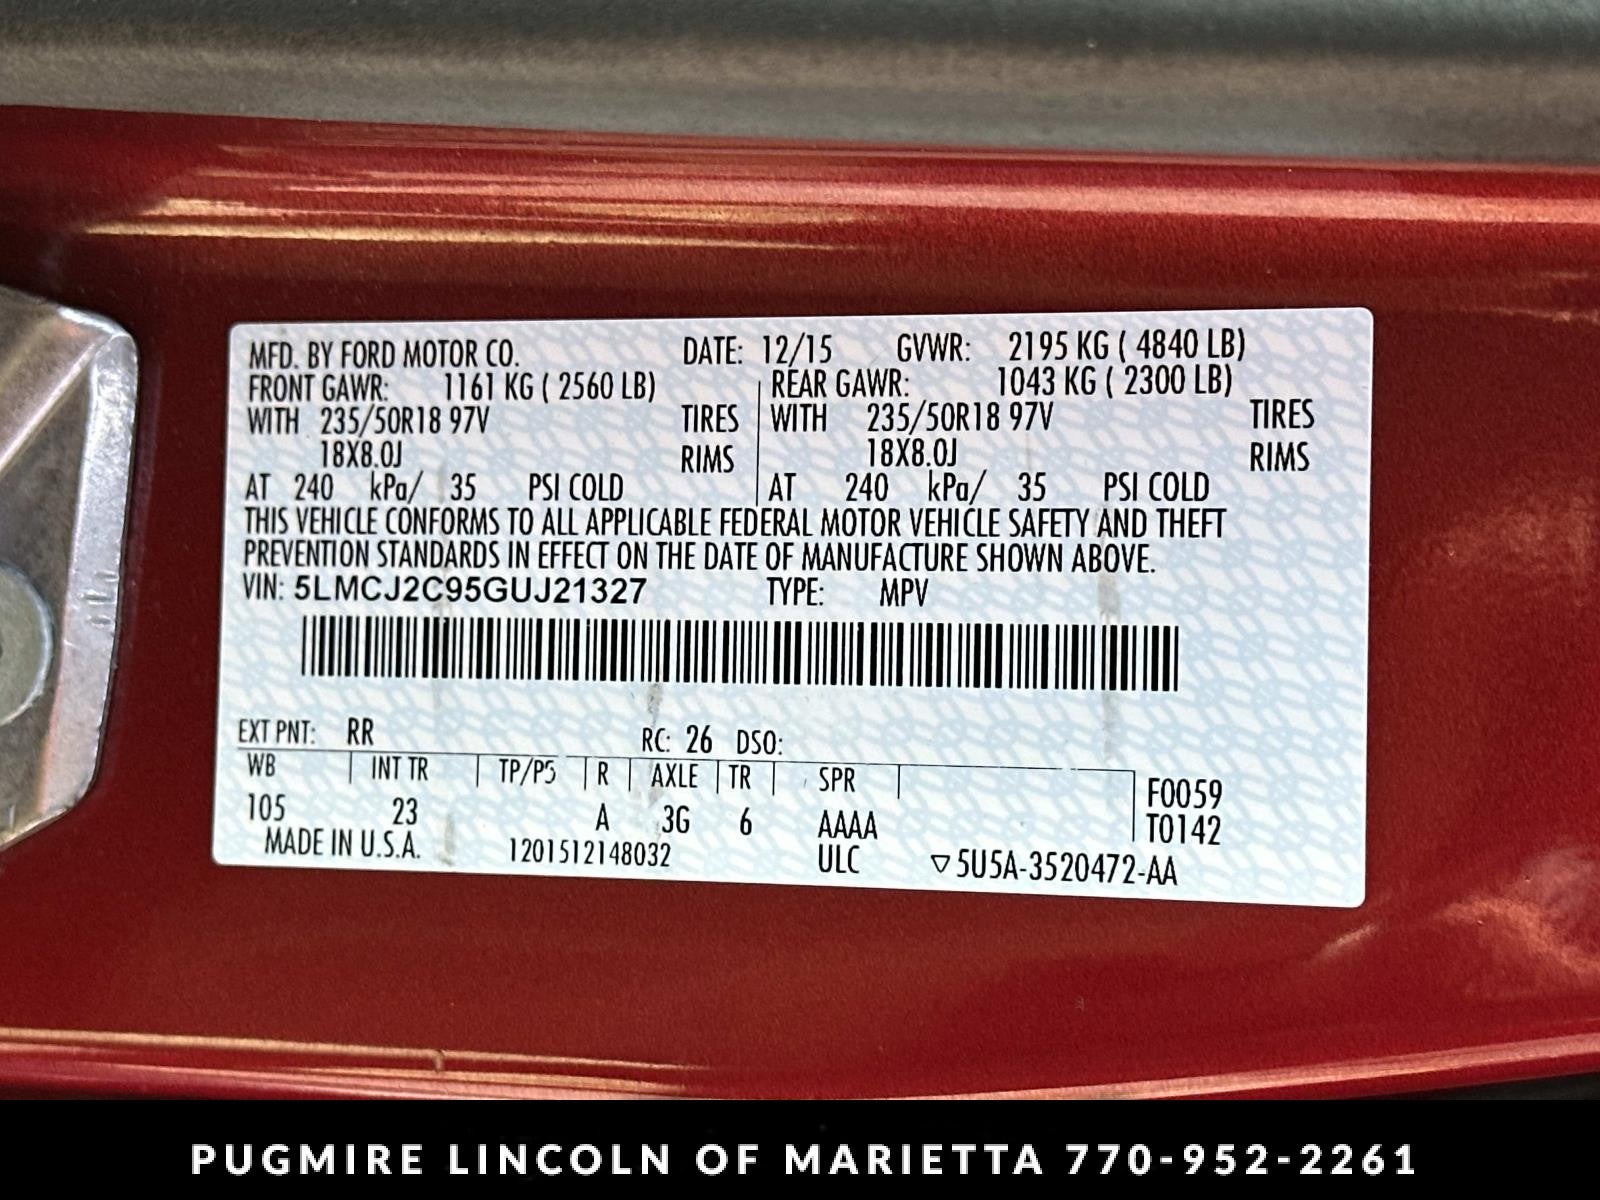 MFD. BY FORD MOTOR CO. DATE: 12/15 GVWR: 2195 KG ( 4840 LB)
FRONT GAWR: 1161 KG ( 2560 LB) REAR GAWR: 1043 KG ( 2300 LB)
WITH 235/50R18 97V TIRES WITH 235/50R18 97V TIRES
18X8.0J RIMS 18X8.0J RIMS
AT 240 kPa/ 35 PSI COLD AT 240 kPa/ 35 PSI COLD
THIS VEHICLE CONFORMS TO ALL APPLICABLE FEDERAL MOTOR VEHICLE SAFETY AND THEFT
PREVENTION STANDARDS IN EFFECT ON THE DATE OF MANUFACTURE SHOWN ABOVE.
VIN: 5LMCJ2C95GUJ21327 TYPE: MPV
EXT PNT: RR RC: 26 DSO:
WB INT TR TP/PS R AXLE TR SPR F0059
105 23 A 3G 6 AAAA T0142
MADE IN U.S.A. 1201512148032 ULC ▽5U5A-3520472-AA
PUGMIRE LINCOLN OF MARIETTA 770-952-2261